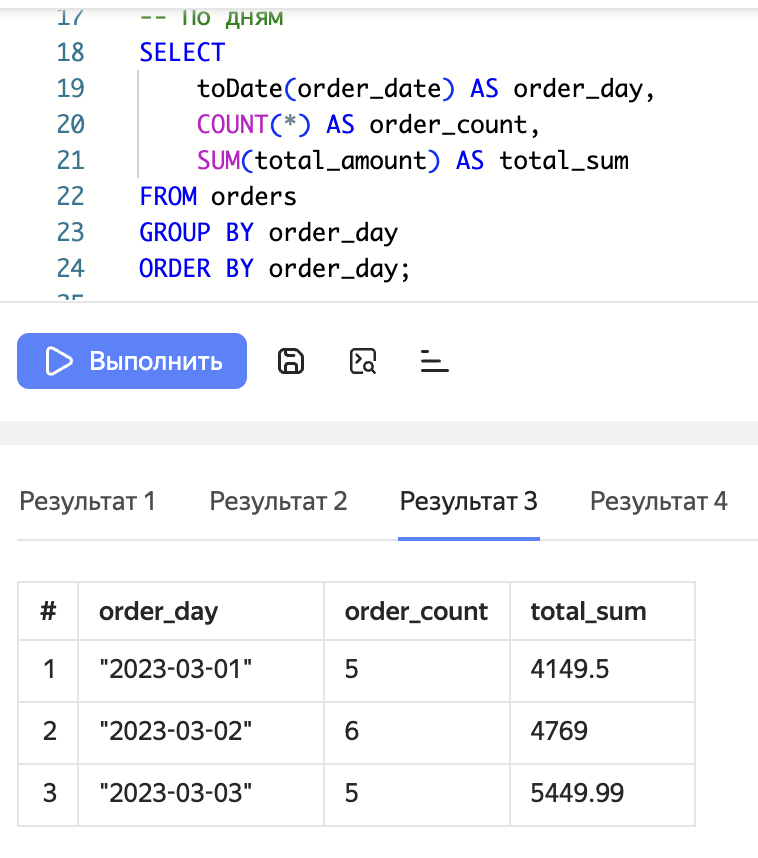 17 -- По дням
18 SELECT
19 toDate(order_date) AS order_day,
20 COUNT(*) AS order_count,
21 SUM(total_amount) AS total_sum
22 FROM orders
23 GROUP BY order_day
24 ORDER BY order_day;
25
Выполнить
Результат 1 Результат 2 Результат 3 Результат 4
# order_day order_count total_sum
1 "2023-03-01" 5 4149.5
2 "2023-03-02" 6 4769
3 "2023-03-03" 5 5449.99